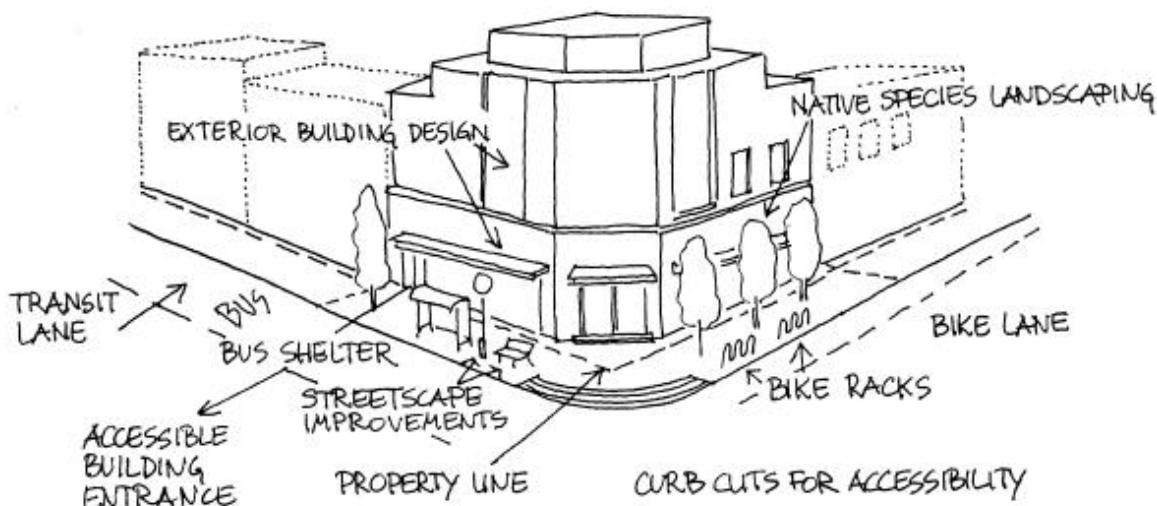 NATIVE SPECIES LANDSCAPING
EXTERIOR BUILDING DESIGN
TRANSIT
LANE
BUS
BUS SHELTER
BIKE LANE
STREETSCAPE
IMPROVEMENTS
BIKE RACKS
ACCESSIBLE
BUILDING
ENTRANCE
PROPERTY LINE
CURB CUTS FOR ACCESSIBILITY